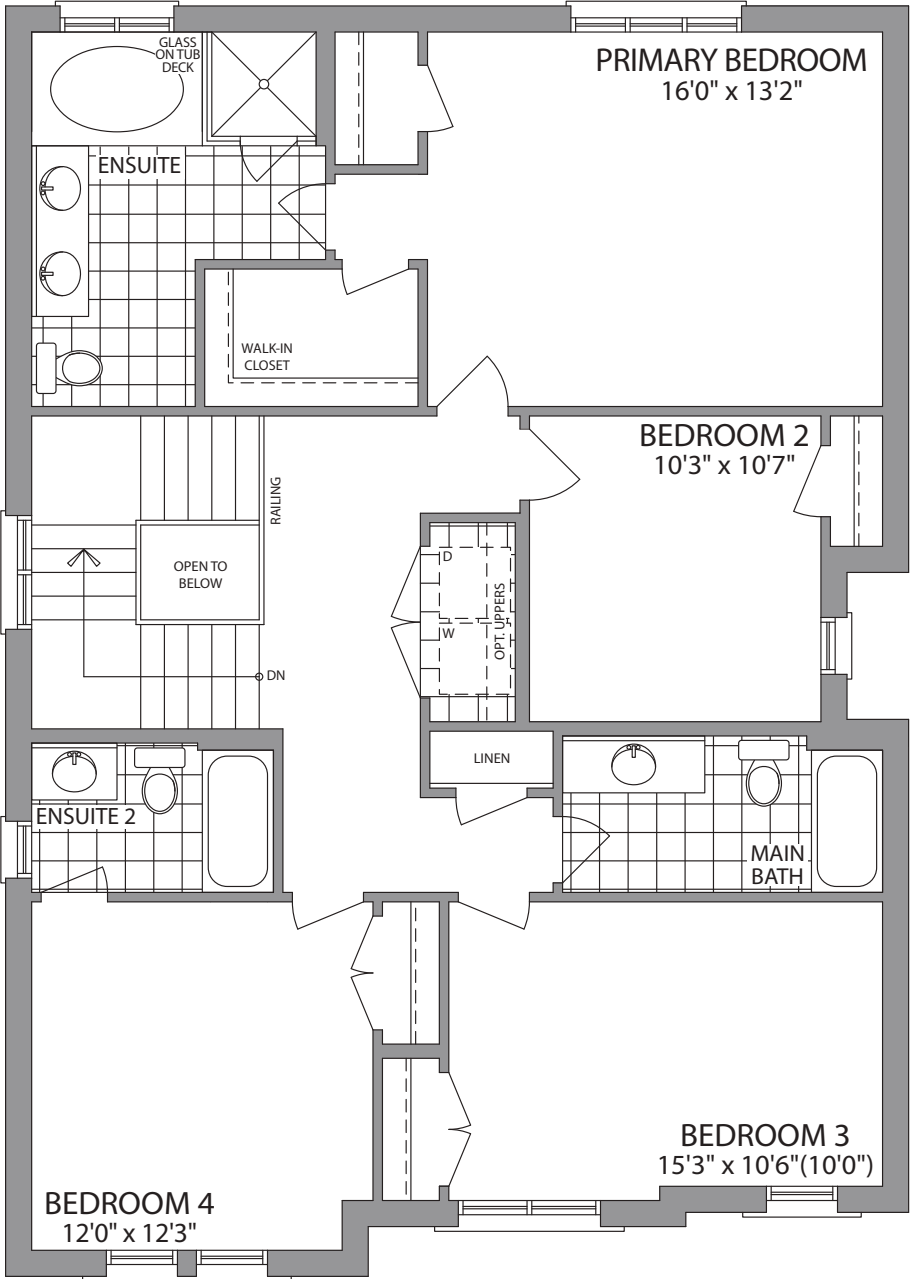 GLASS
ON TUB
DECK
PRIMARY BEDROOM
16'0" x 13'2"
ENSUITE
WALK-IN
CLOSET
BEDROOM 2
10'3" x 10'7"
RAILING
OPEN TO
BELOW
D
W
OPT. UPPERS
DN
LINEN
ENSUITE 2
MAIN
BATH
BEDROOM 3
15'3" x 10'6"(10'0")
BEDROOM 4
12'0" x 12'3"